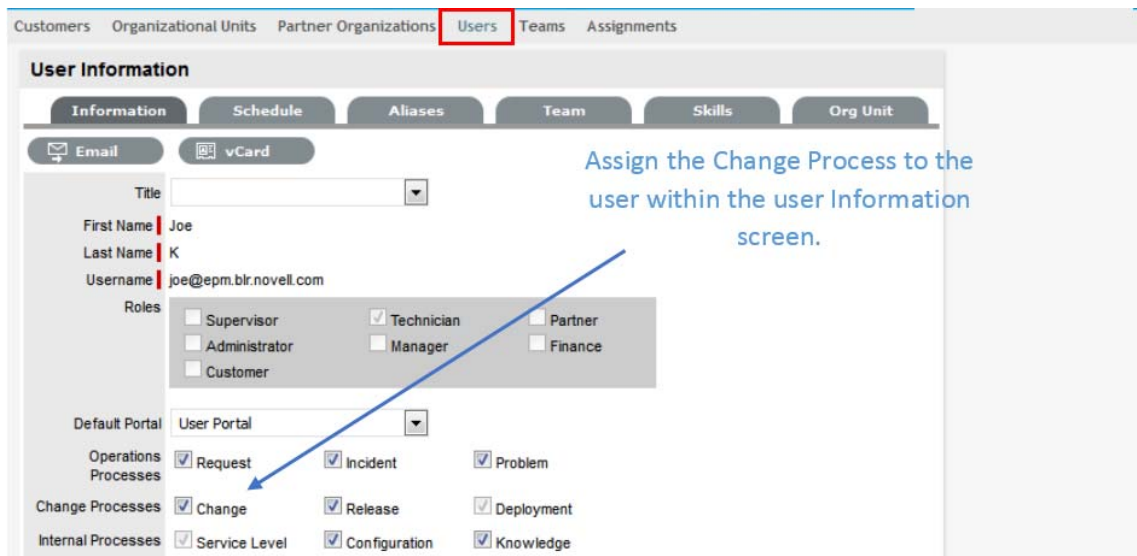 Customers Organizational Units Partner Organizations Users Teams Assignments
User Information
Information Schedule Aliases Team Skills Org Unit
Email vCard
Assign the Change Process to the
user within the user Information
screen.
Title
First Name Joe
Last Name K
Username joe@epm.blr.novell.com
Roles
Supervisor Technician Partner
Administrator Manager Finance
Customer
Default Portal User Portal
Operations
Processes Request Incident Problem
Change Processes Change Release Deployment
Internal Processes Service Level Configuration Knowledge